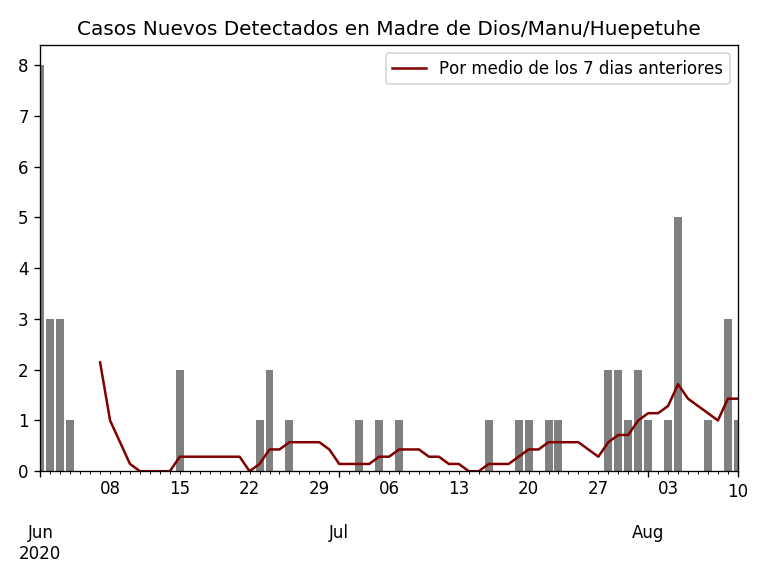 Casos Nuevos Detectados en Madre de Dios/Manu/Huepetuhe
Por medio de los 7 dias anteriores
8
7
6
5
4
3
2
1
0
08 15 22 29 06 13 20 27 03 10
Jun Jul Aug
2020